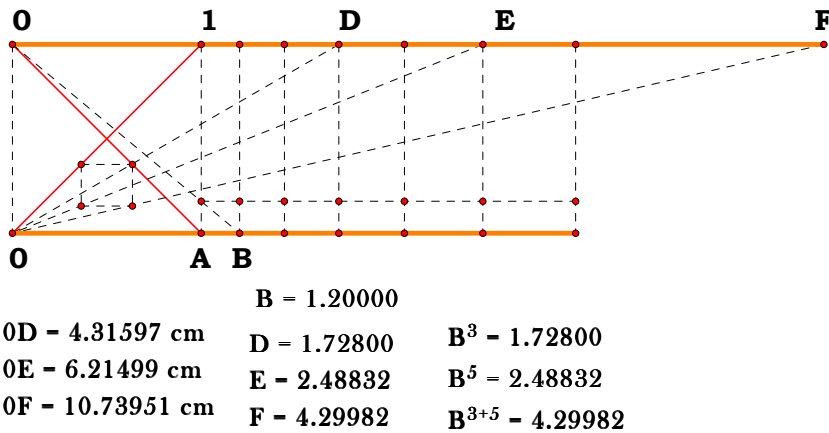 0 1 D E F
0 A B
B = 1.20000
0D = 4.31597 cm D = 1.72800 B³ = 1.72800
0E = 6.21499 cm E = 2.48832 B⁵ = 2.48832
0F = 10.73951 cm F = 4.29982 B³⁺⁵ = 4.29982